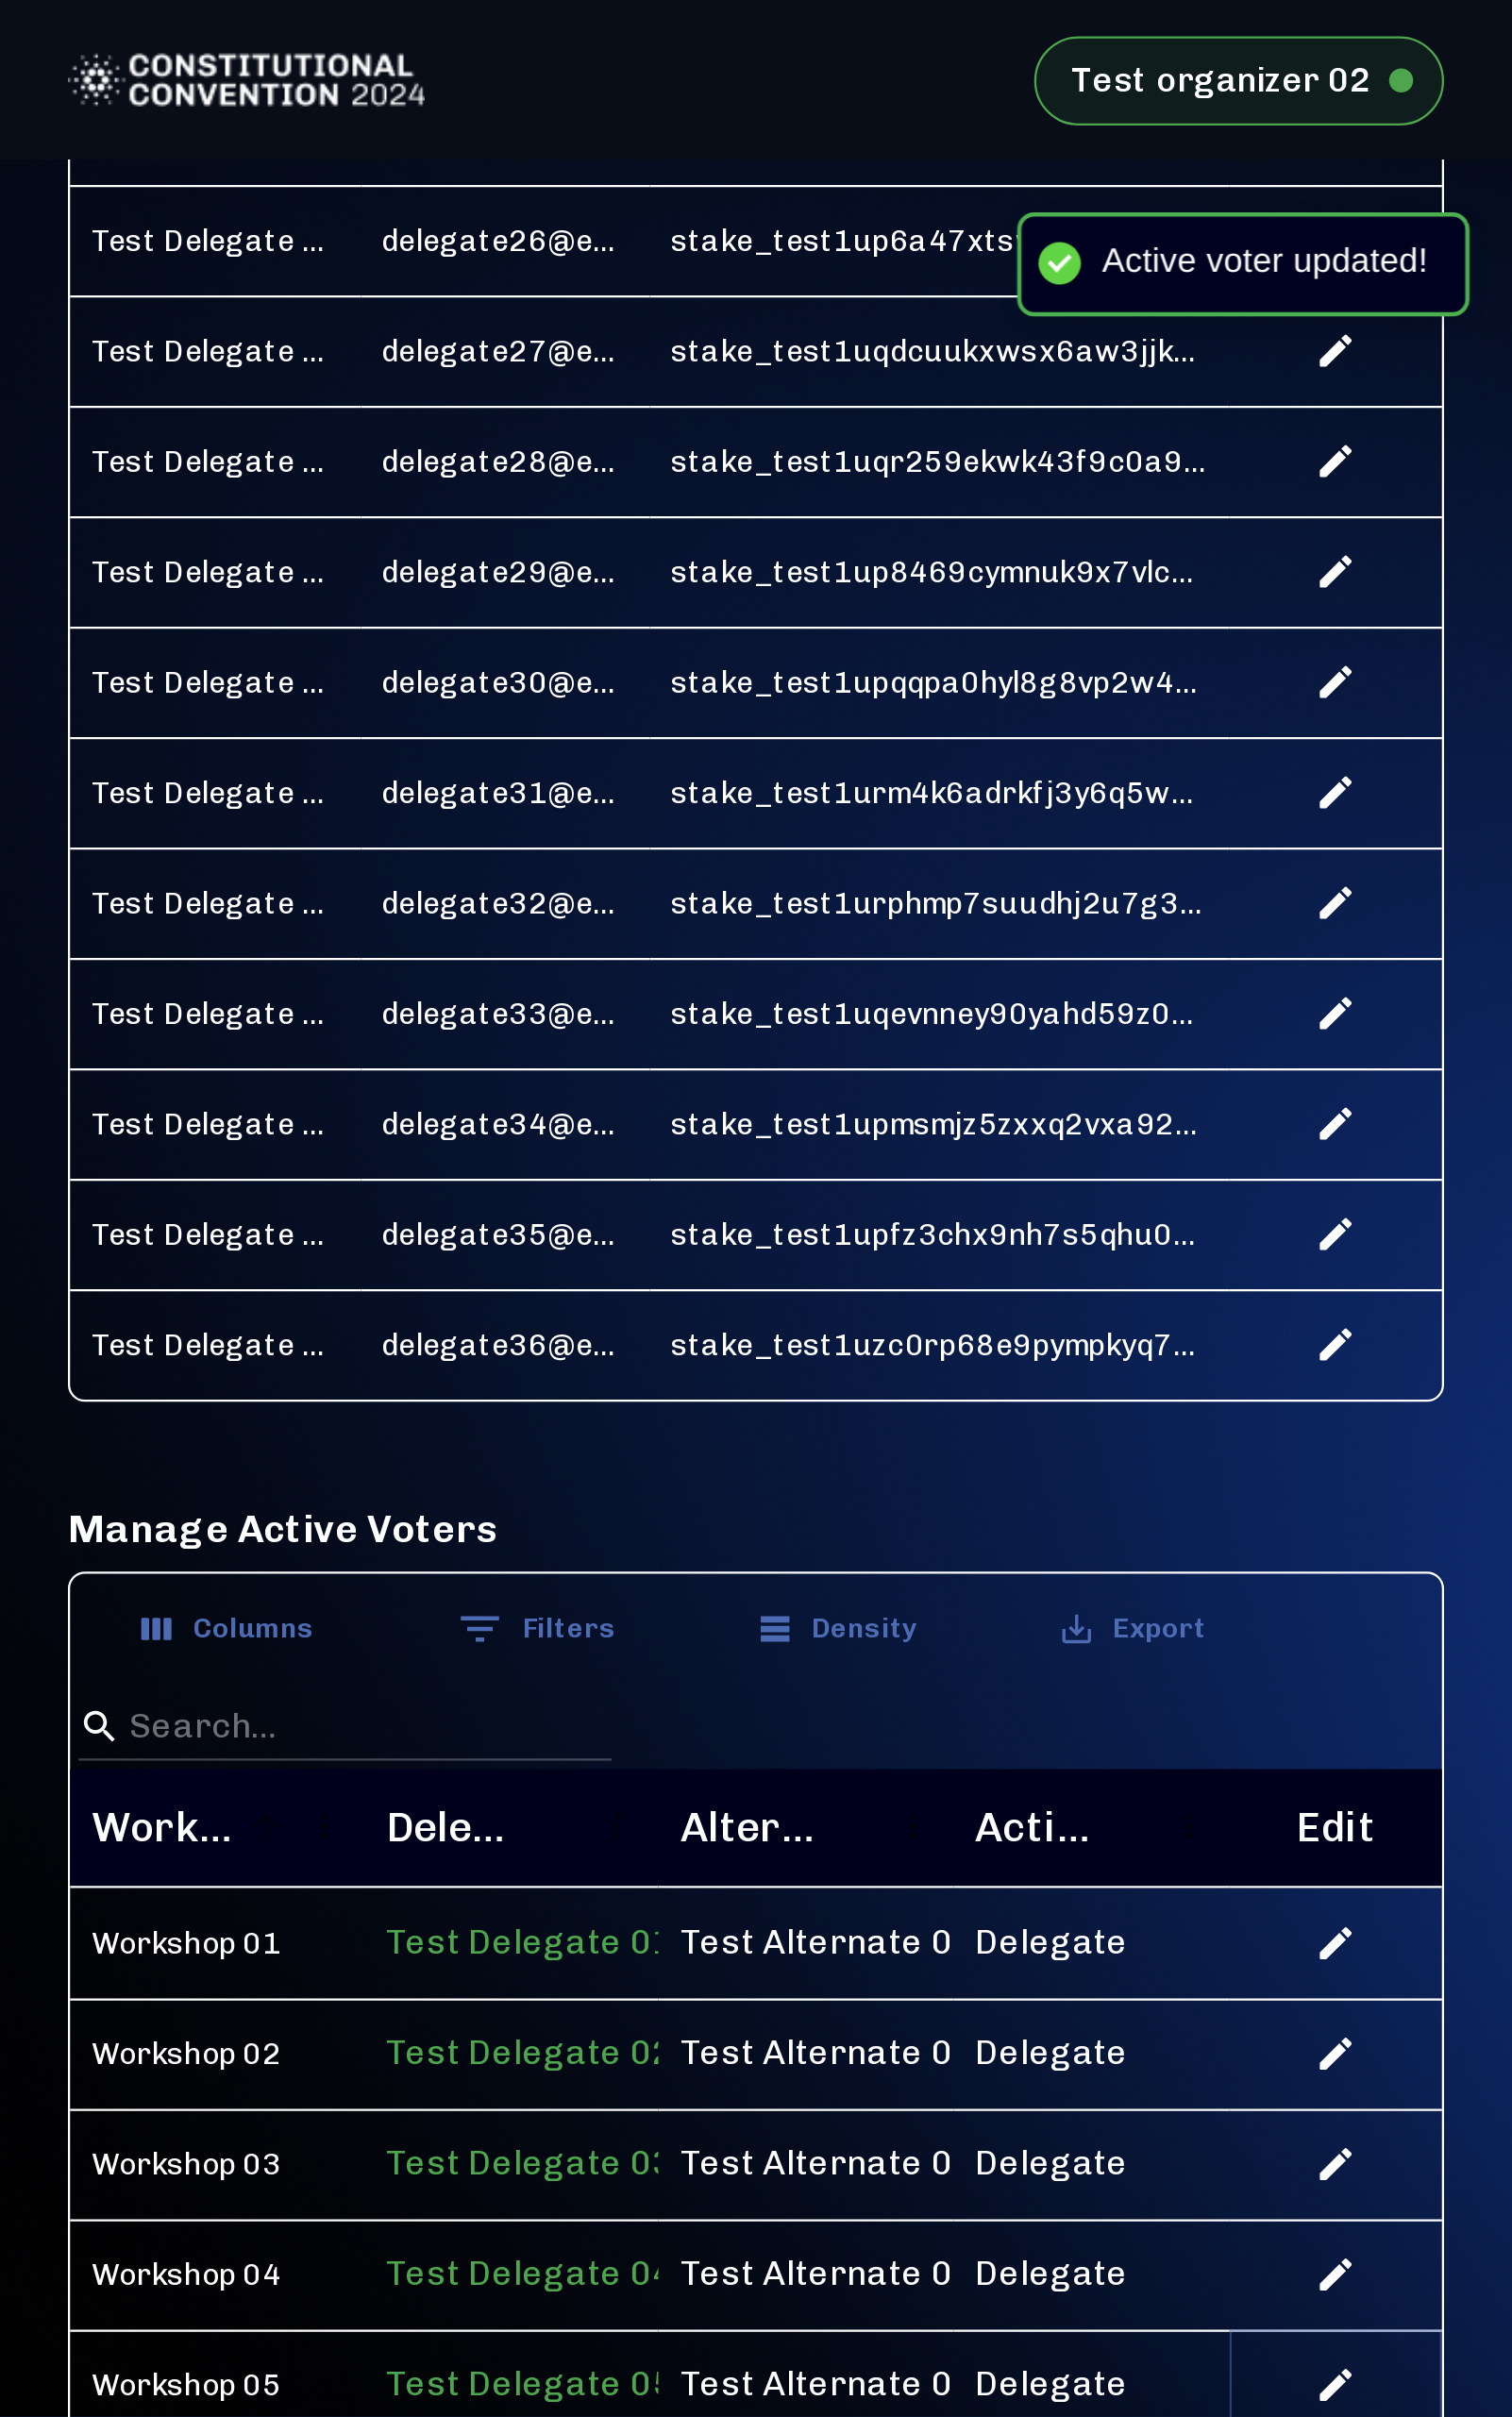 CONSTITUTIONAL
CONVENTION 2024
Test organizer 02
Test Delegate ... delegate26@e... stake_test1up6a47xts
Active voter updated!
Test Delegate ... delegate27@e... stake_test1uqdcuukxwsx6aw3jjk...
Test Delegate ... delegate28@e... stake_test1uqr259ekwk43f9c0a9...
Test Delegate ... delegate29@e... stake_test1up8469cymnuk9x7vlc...
Test Delegate ... delegate30@e... stake_test1upqqpa0hyl8g8vp2w4...
Test Delegate ... delegate31@e... stake_test1urm4k6adrkfj3y6q5w...
Test Delegate ... delegate32@e... stake_test1urphmp7suudhj2u7g3...
Test Delegate ... delegate33@e... stake_test1uqevnney90yahd59z0...
Test Delegate ... delegate34@e... stake_test1upmsmjz5zxxq2vxa92...
Test Delegate ... delegate35@e... stake_test1upfz3chx9nh7s5qhu0...
Test Delegate ... delegate36@e... stake_test1uzc0rp68e9pympkyq7...
Manage Active Voters
Columns Filters Density Export
Search...
Work... Dele... Alter... Acti... Edit
Workshop 01 Test Delegate 01 Test Alternate 0 Delegate
Workshop 02 Test Delegate 02 Test Alternate 0 Delegate
Workshop 03 Test Delegate 03 Test Alternate 0 Delegate
Workshop 04 Test Delegate 04 Test Alternate 0 Delegate
Workshop 05 Test Delegate 05 Test Alternate 0 Delegate